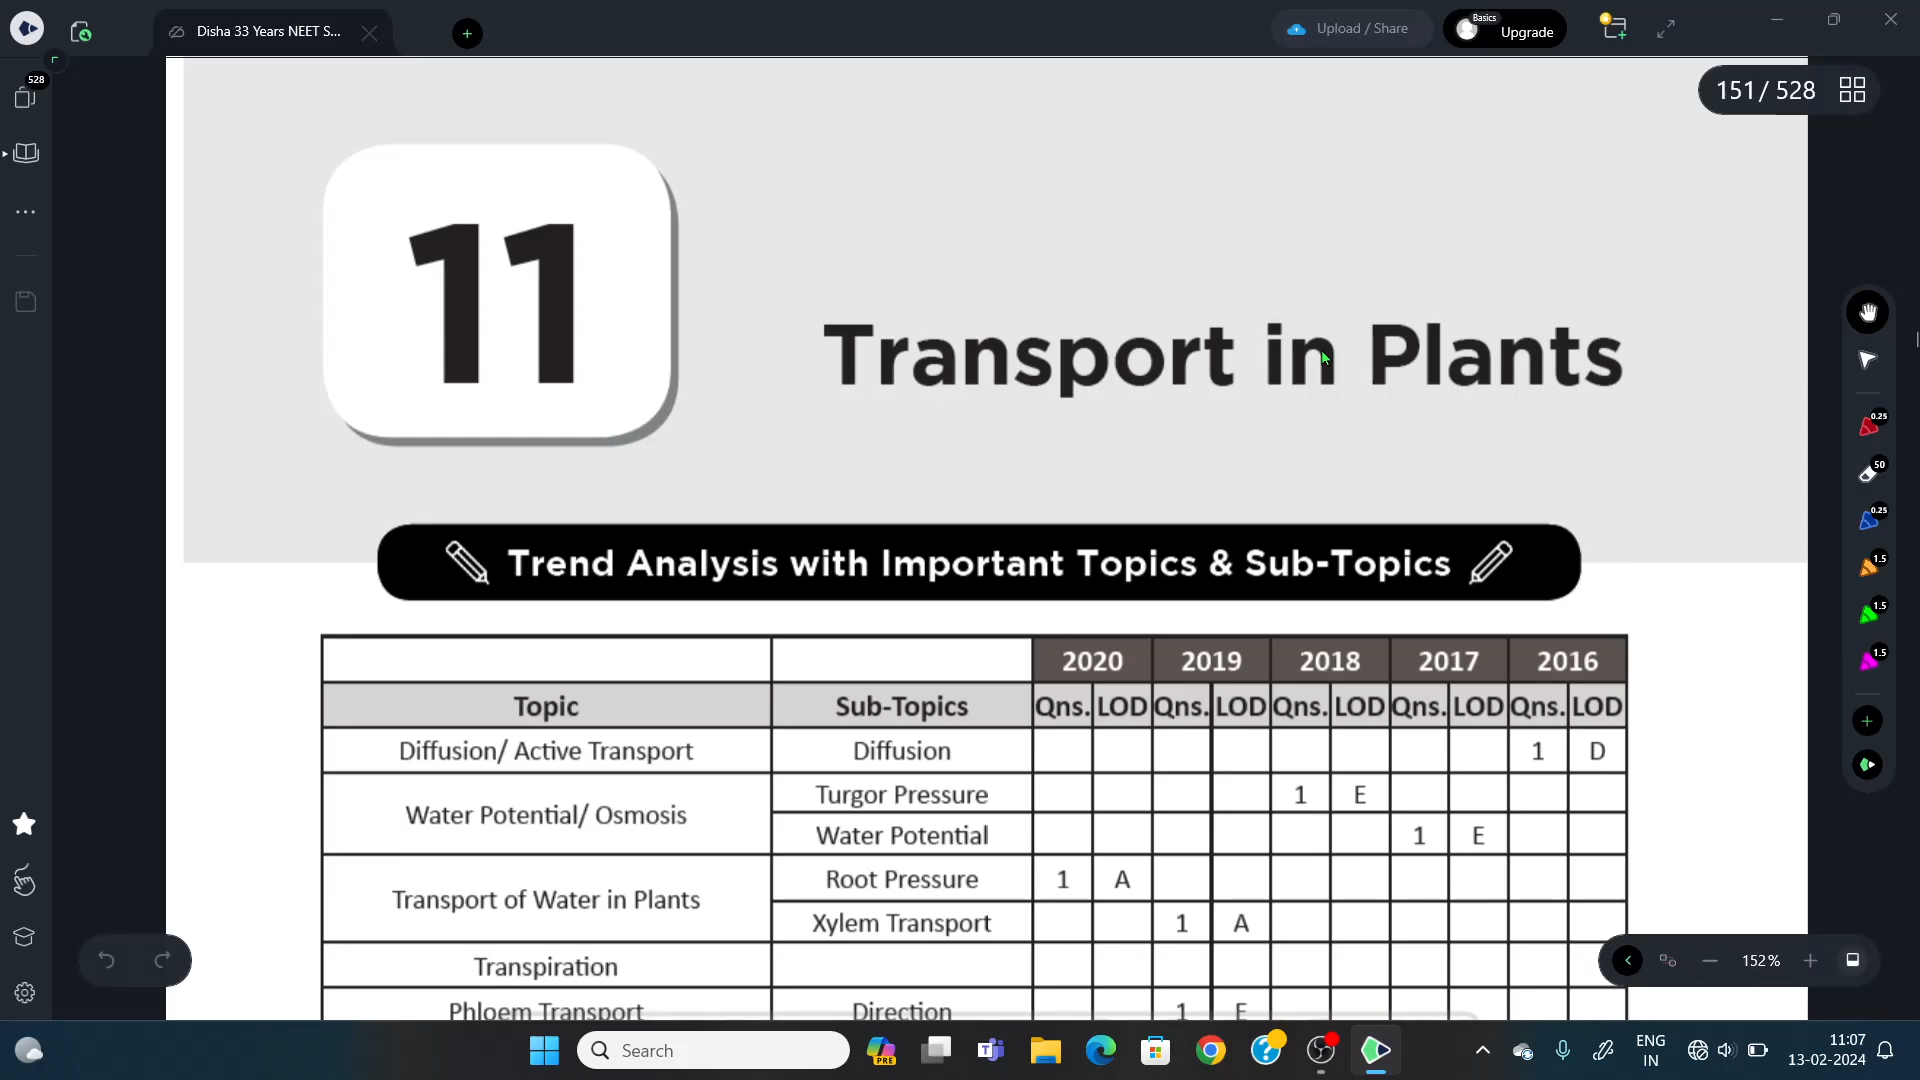 Disha 33 Years NEET S...
Upload / Share
Basics
Upgrade
528
151 / 528
11
Transport in Plants
Trend Analysis with Important Topics & Sub-Topics
2020 2019 2018 2017 2016
Topic Sub-Topics Qns. LOD Qns. LOD Qns. LOD Qns. LOD Qns. LOD
Diffusion/ Active Transport Diffusion 1 D
Water Potential/ Osmosis Turgor Pressure 1 E
Water Potential 1 E
Transport of Water in Plants Root Pressure 1 A
Xylem Transport 1 A
Transpiration
Phloem Transport Direction 1 E
0.25
50
0.25
1.5
1.5
1.5
152%
Search
PRE
ENG
IN
11:07
13-02-2024